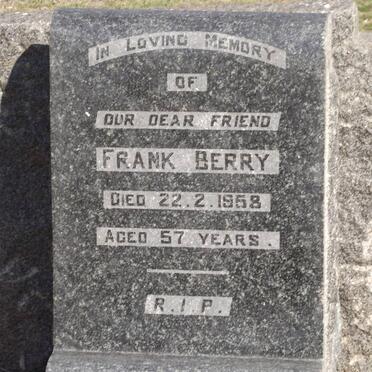 In Loving Memory
OF
OUR DEAR FRIEND
FRANK BERRY
DIED 22.2.1958
AGED 57 YEARS.
R.I.P.